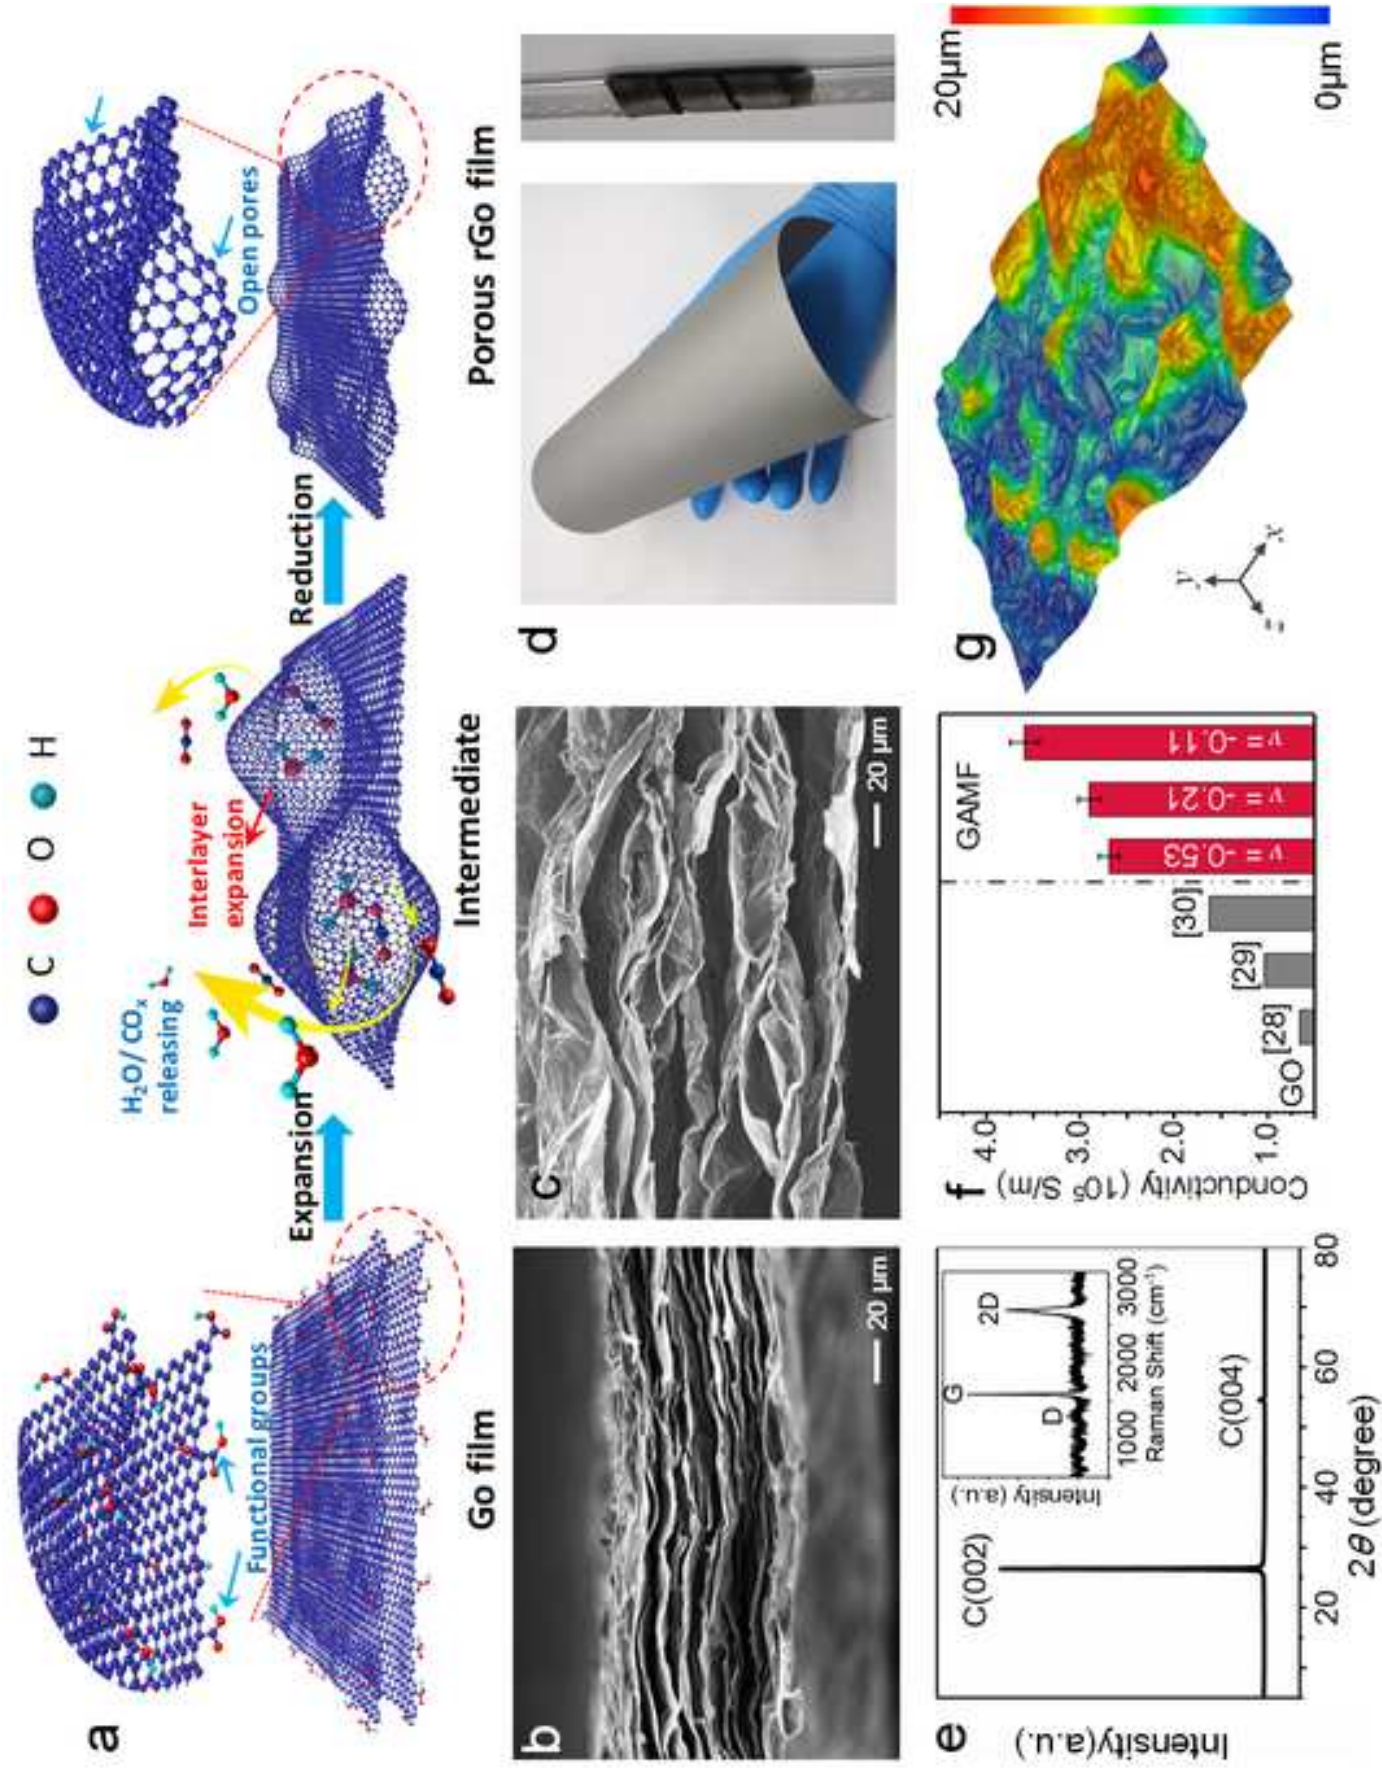 a
C
O
H
H2O/ COx
releasing
Interlayer
expansion
Functional groups
Open pores
Expansion
Reduction
Go film
Intermediate
Porous rGo film
b
20 μm
c
20 μm
d
e
Intensity(a.u.)
C(002)
C(004)
20
40
60
80
2θ (degree)
Intensity (a.u.)
G
D
2D
1000
2000
3000
Raman Shift (cm-1)
f
Conductivity (10⁵ S/m)
4.0
3.0
2.0
1.0
GO
[28]
[29]
[30]
GAMF
ν = -0.53
ν = -0.21
ν = -0.11
g
20μm
0μm
y
x
z